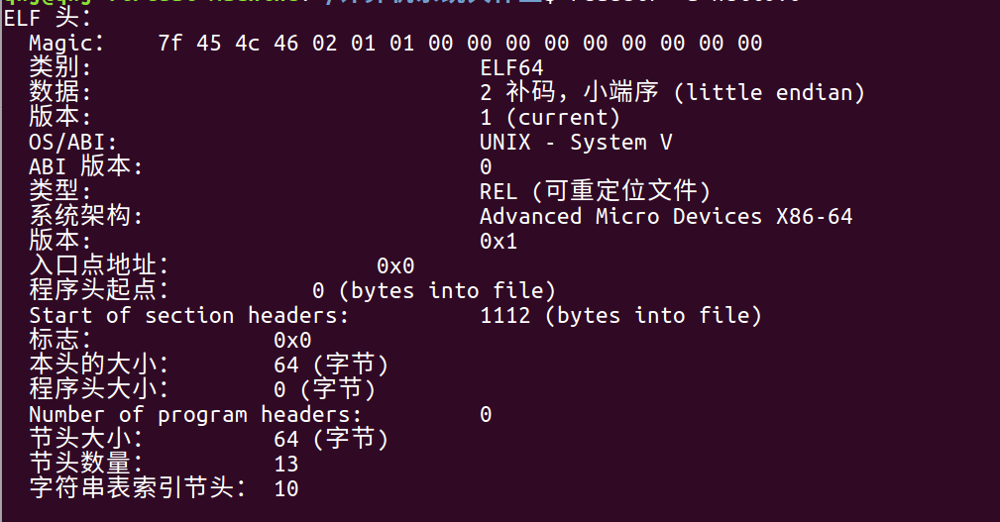 ELF 头:
Magic: 7f 45 4c 46 02 01 01 00 00 00 00 00 00 00 00 00
类别: ELF64
数据: 2 补码，小端序 (little endian)
版本: 1 (current)
OS/ABI: UNIX - System V
ABI 版本: 0
类型: REL (可重定位文件)
系统架构: Advanced Micro Devices X86-64
版本: 0x1
入口点地址： 0x0
程序头起点： 0 (bytes into file)
Start of section headers: 1112 (bytes into file)
标志： 0x0
本头的大小： 64 (字节)
程序头大小： 0 (字节)
Number of program headers: 0
节头大小： 64 (字节)
节头数量： 13
字符串表索引节头： 10